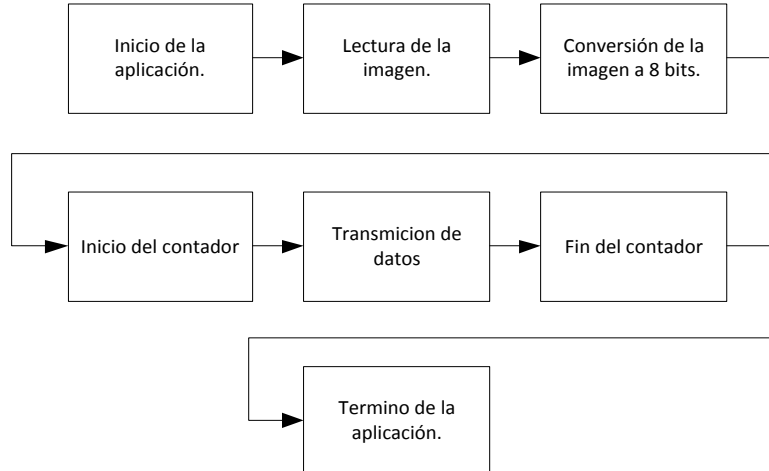 Inicio de la
aplicación.
Lectura de la
imagen.
Conversión de la
imagen a 8 bits.
Inicio del contador
Transmicion de
datos
Fin del contador
Termino de la
aplicación.